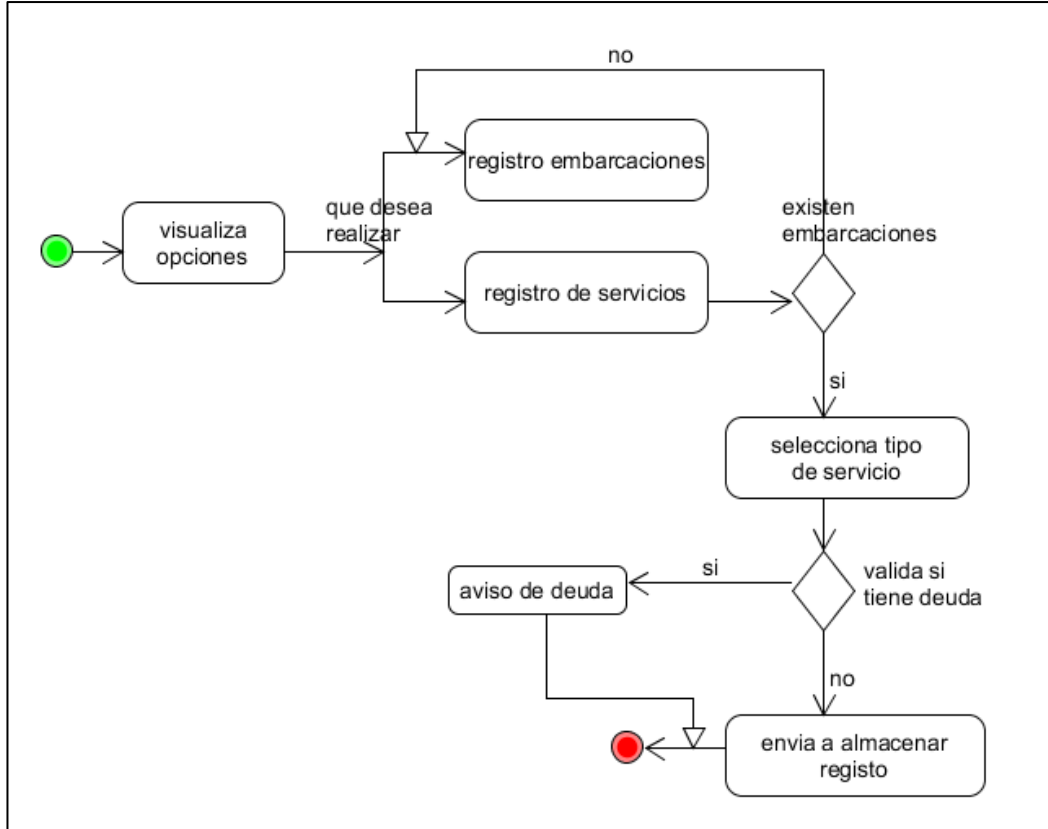 no
registro embarcaciones
que desea
realizar
existen
embarcaciones
visualiza
opciones
registro de servicios
si
selecciona tipo
de servicio
si
aviso de deuda
valida si
tiene deuda
no
envia a almacenar
registo